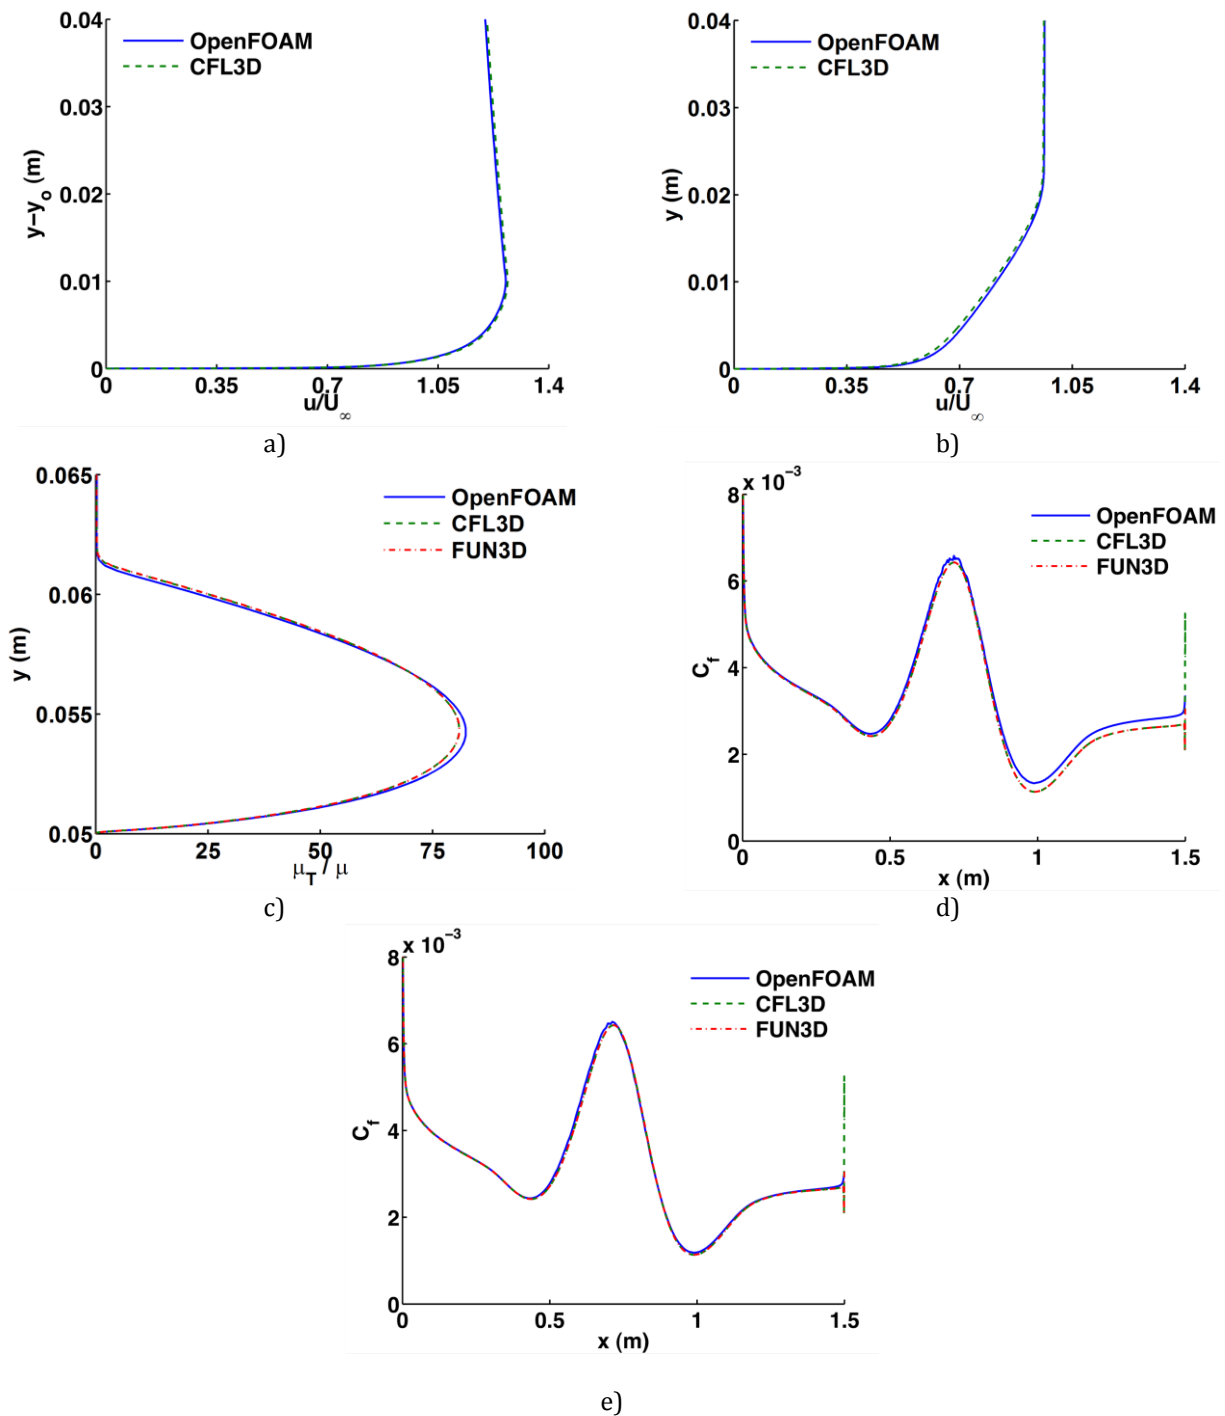 0.04
0.03
0.02
0.01
0
y−yo (m)
OpenFOAM
CFL3D
0 0.35 0.7 1.05 1.4
u/U∞
a)
0.04
0.03
0.02
0.01
0
y (m)
OpenFOAM
CFL3D
0 0.35 0.7 1.05 1.4
u/U∞
b)
0.065
0.06
0.055
0.05
y (m)
OpenFOAM
CFL3D
FUN3D
0 25 50 75 100
μT / μ
c)
x 10−3
8
6
4
2
0
Cf
OpenFOAM
CFL3D
FUN3D
0 0.5 1 1.5
x (m)
d)
x 10−3
8
6
4
2
0
Cf
OpenFOAM
CFL3D
FUN3D
0 0.5 1 1.5
x (m)
e)